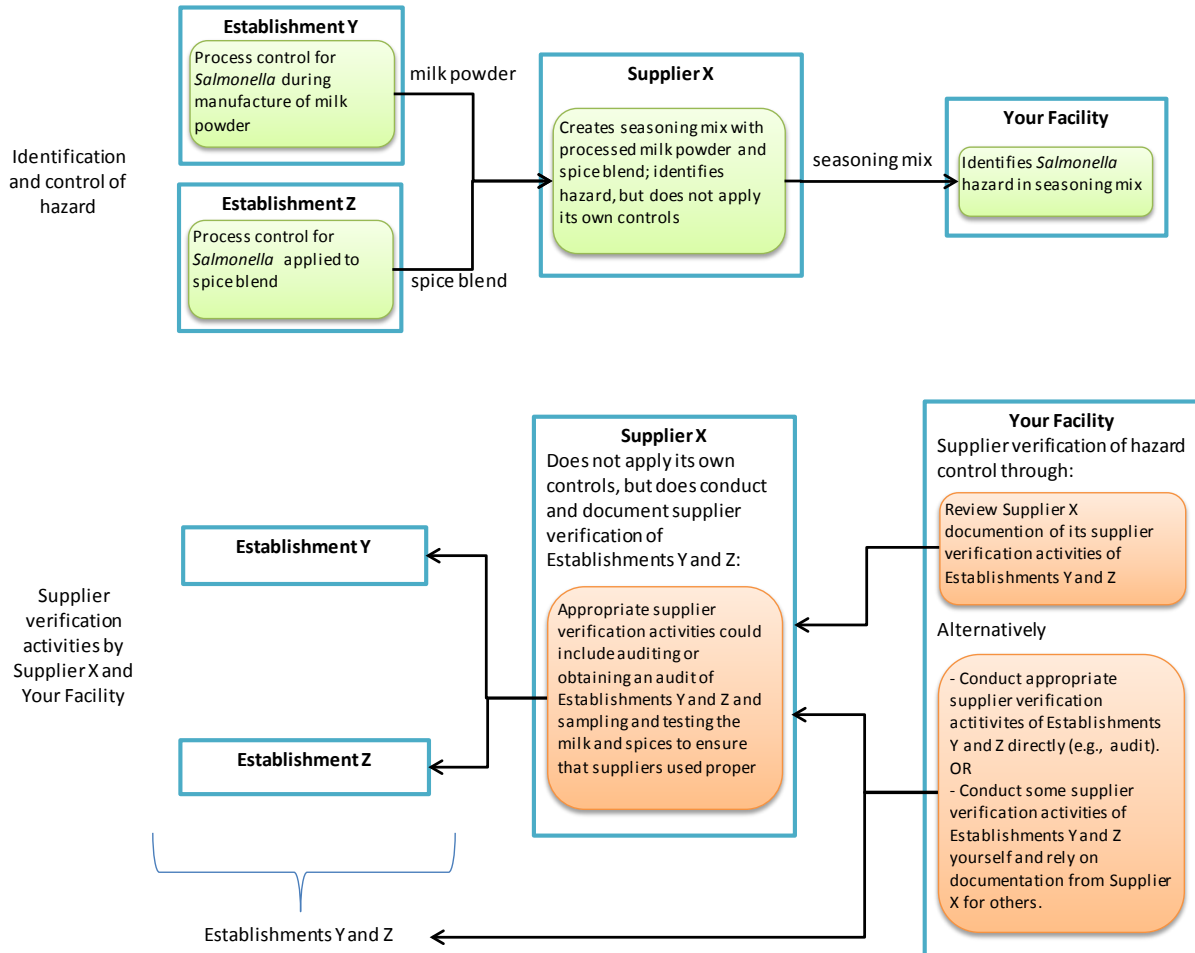 Establishment Y
Process control for
Salmonella during
manufacture of milk
powder
milk powder
Identification
and control of
hazard
Establishment Z
Process control for
Salmonella applied to
spice blend
spice blend
Supplier X
Creates seasoning mix with
processed milk powder and
spice blend; identifies
hazard, but does not apply
its own controls
seasoning mix
Your Facility
Identifies Salmonella
hazard in seasoning mix
Supplier
verification
activities by
Supplier X and
Your Facility
Establishment Y
Establishment Z
Establishments Y and Z
Supplier X
Does not apply its own
controls, but does conduct
and document supplier
verification of
Establishments Y and Z:
Appropriate supplier
verification activities could
include auditing or
obtaining an audit of
Establishments Y and Z and
sampling and testing the
milk and spices to ensure
that suppliers used proper
Your Facility
Supplier verification of hazard
control through:
Review Supplier X
documention of its supplier
verification activities of
Establishments Y and Z
Alternatively
- Conduct appropriate
supplier verification
actitivites of Establishments
Y and Z directly (e.g., audit).
OR
- Conduct some supplier
verification activities of
Establishments Y and Z
yourself and rely on
documentation from Supplier
X for others.